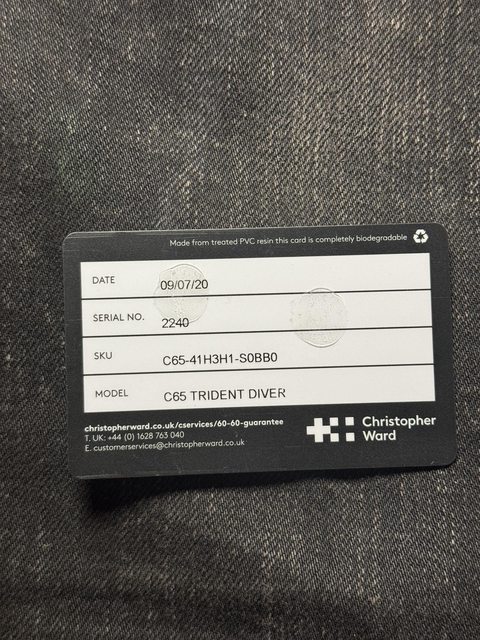 Made from treated PVC resin this card is completely biodegradable
DATE 09/07/20
SERIAL NO. 2240
SKU C65-41H3H1-S0BB0
MODEL C65 TRIDENT DIVER
christopherward.co.uk/cservices/60-60-guarantee
T. UK: +44 (0) 1628 763 040
E. customerservices@christopherward.co.uk
Christopher
Ward